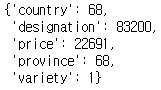 {'country': 68,
 'designation': 83200,
 'price': 22691,
 'province': 68,
 'variety': 1}